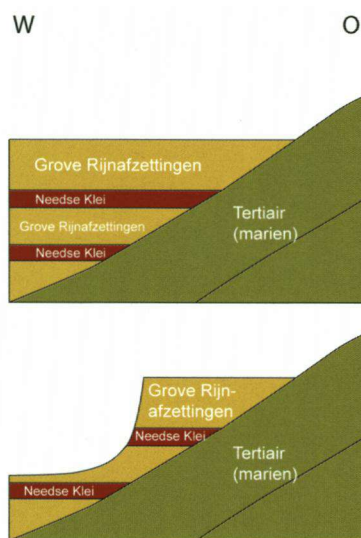 W O
Grove Rijnafzettingen
Needse Klei
Grove Rijnafzettingen
Needse Klei
Tertiair
(marien)
Grove Rijn-
afzettingen
Needse Klei
Tertiair
(marien)
Needse Klei